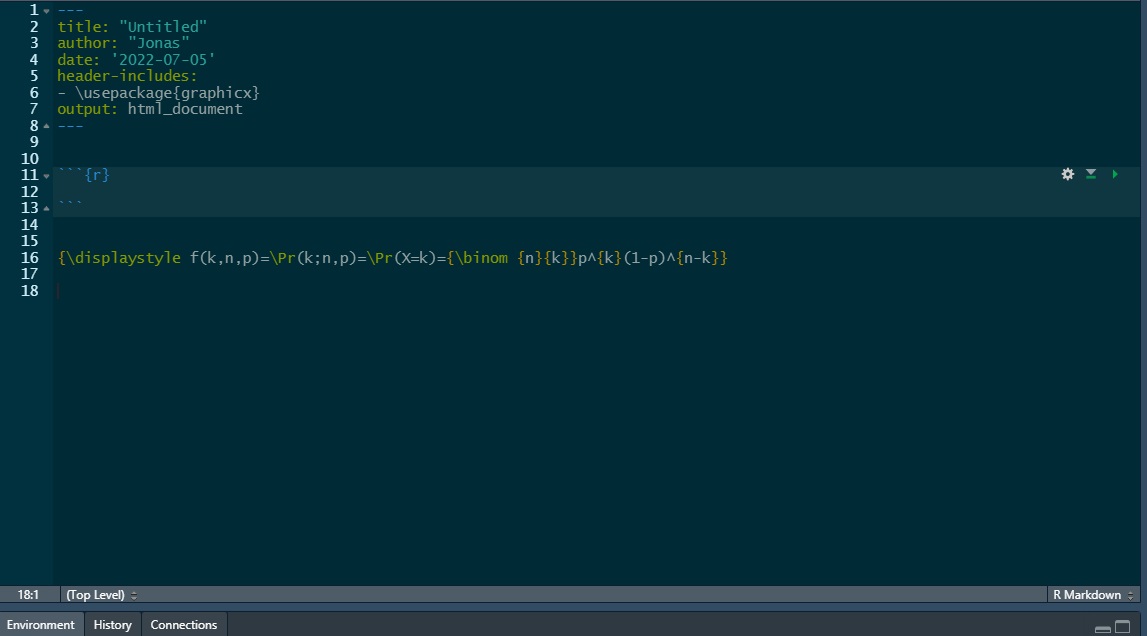 1 ---
2 title: "Untitled"
3 author: "Jonas"
4 date: '2022-07-05'
5 header-includes:
6 - \usepackage{graphicx}
7 output: html_document
8 ---
9
10
11 ```{r}
12
13 ```
14
15
16 {\displaystyle f(k,n,p)=\Pr(k;n,p)=\Pr(X=k)={\binom {n}{k}}p^{k}(1-p)^{n-k}}
17
18
18:1 (Top Level) R Markdown
Environment History Connections